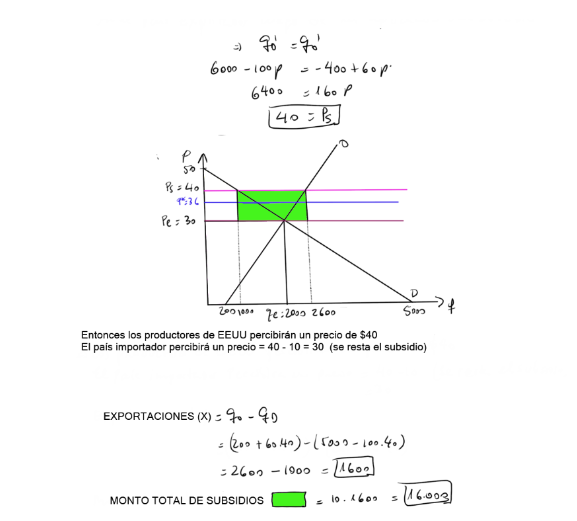 => qo' = qo'
6000 - 100p = -400 + 60p
6400 = 160 p
40 = Ps
P
O
50
Ps = 40
P*=36
Pe = 30
200 1000 qe=2000 2600 D 5000 q
Entonces los productores de EEUU percibirán un precio de $40
El país importador percibirá un precio = 40 - 10 = 30 (se resta el subsidio)
EXPORTACIONES (X) = qo - qD
= (200 + 60.40) - (5000 - 100.40)
= 2600 - 1000 = 1600
MONTO TOTAL DE SUBSIDIOS = 10.1600 = 16.000